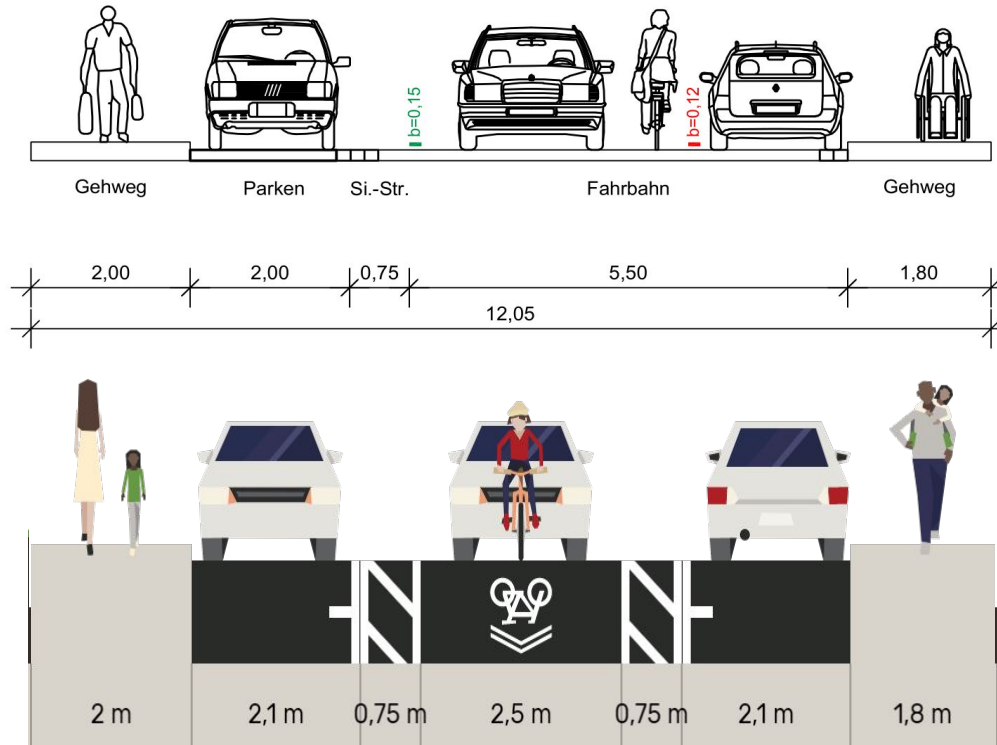 b=0,15
b=0,12
Gehweg Parken Si.-Str. Fahrbahn Gehweg
2,00 2,00 0,75 5,50 1,80
12,05
2 m 2,1 m 0,75 m 2,5 m 0,75 m 2,1 m 1,8 m